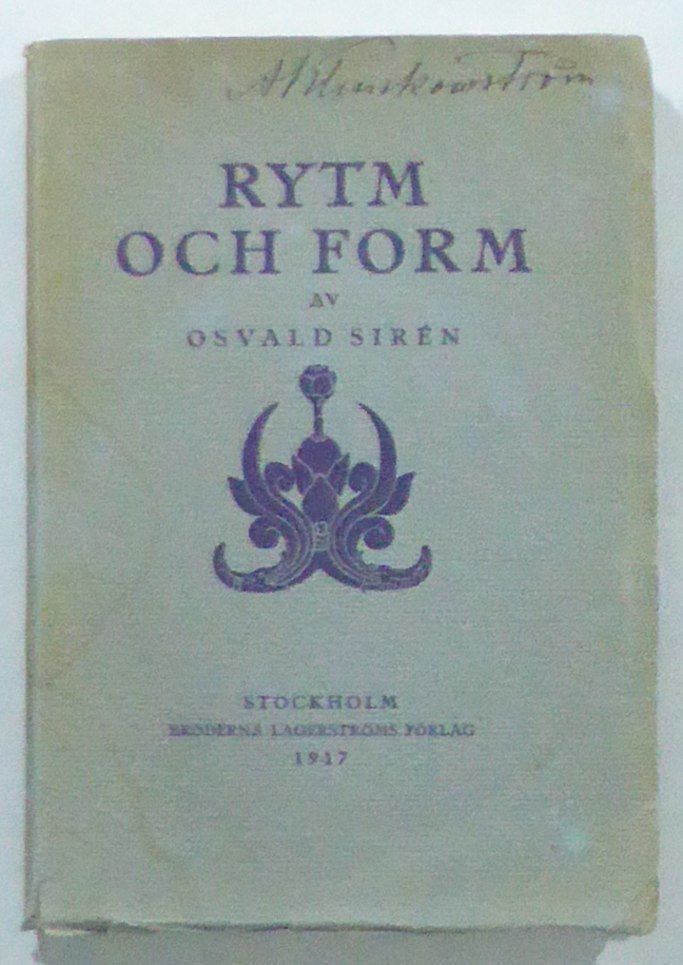 RYTM
OCH FORM
AV
OSVALD SIRÉN
STOCKHOLM
BRÖDERNA LAGERSTRÖMS FÖRLAG
1917